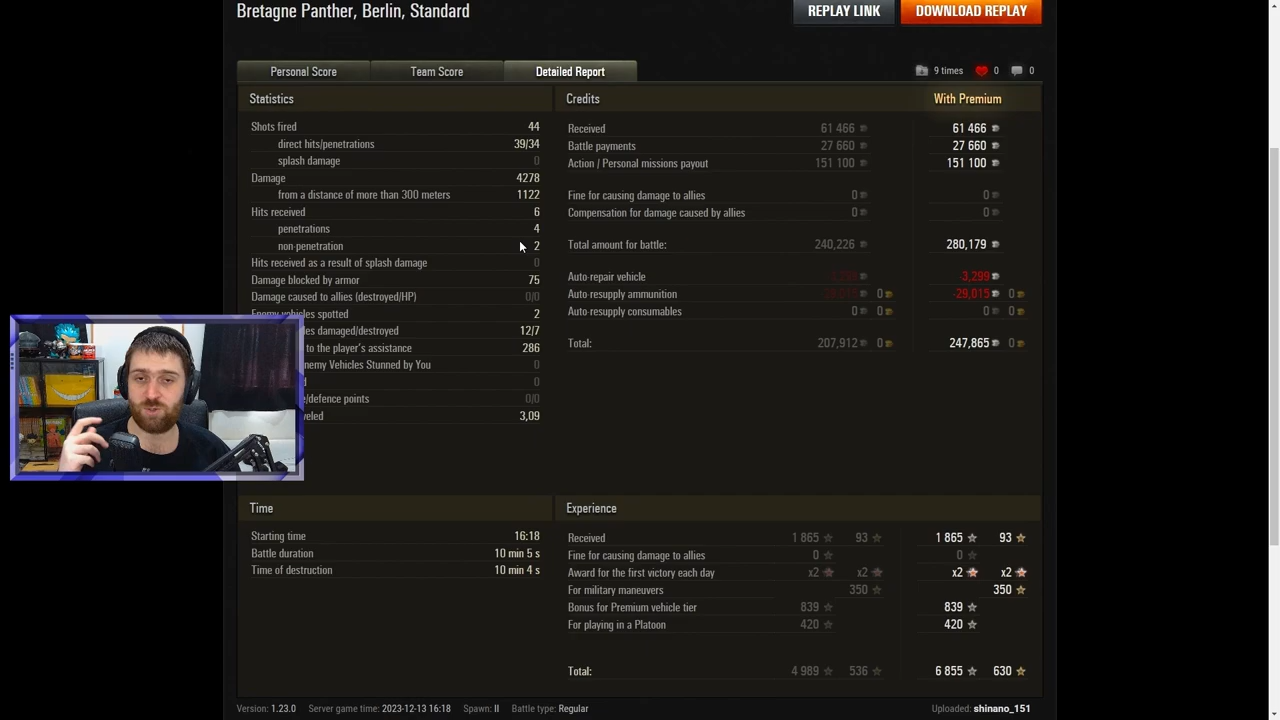 Bretagne Panther, Berlin, Standard
REPLAY LINK
DOWNLOAD REPLAY
Personal Score
Team Score
Detailed Report
9 times
0
0
Statistics
Shots fired 44
direct hits/penetrations 39/34
splash damage 0
Damage 4278
from a distance of more than 300 meters 1122
Hits received 6
penetrations 4
non-penetration 2
Hits received as a result of splash damage 0
Damage blocked by armor 75
Damage caused to allies (destroyed/HP) 0/0
Enemy vehicles spotted 2
les damaged/destroyed 12/7
to the player's assistance 286
nemy Vehicles Stunned by You 0
d 0
e/defence points 0/0
veled 3,09
Credits With Premium
Received 61 466 61 466
Battle payments 27 660 27 660
Action / Personal missions payout 151 100 151 100
Fine for causing damage to allies 0 0
Compensation for damage caused by allies 0 0
Total amount for battle: 240,226 280,179
Auto-repair vehicle -3,299 -3,299
Auto-resupply ammunition -29,015 0 -29,015 0
Auto-resupply consumables 0 0 0 0
Total: 207,912 0 247,865 0
Time
Starting time 16:18
Battle duration 10 min 5 s
Time of destruction 10 min 4 s
Experience
Received 1 865 93 1 865 93
Fine for causing damage to allies 0 0
Award for the first victory each day x2 x2 x2 x2
For military maneuvers 350 350
Bonus for Premium vehicle tier 839 839
For playing in a Platoon 420 420
Total: 4 989 536 6 855 630
Version: 1.23.0 Server game time: 2023-12-13 16:18 Spawn: II Battle type: Regular Uploaded: shinano_151